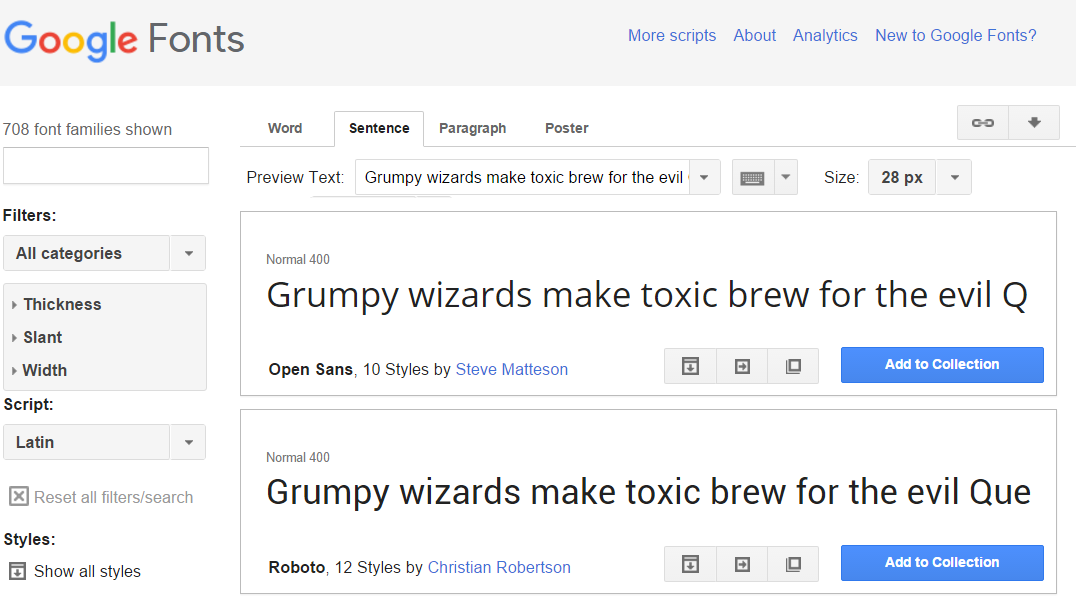 Google Fonts
More scripts About Analytics New to Google Fonts?
708 font families shown
Word Sentence Paragraph Poster
Preview Text: Grumpy wizards make toxic brew for the evil Size: 28 px
Filters:
All categories
Thickness
Slant
Width
Script:
Latin
Reset all filters/search
Styles:
Show all styles
Normal 400
Grumpy wizards make toxic brew for the evil Q
Open Sans, 10 Styles by Steve Matteson Add to Collection
Normal 400
Grumpy wizards make toxic brew for the evil Que
Roboto, 12 Styles by Christian Robertson Add to Collection